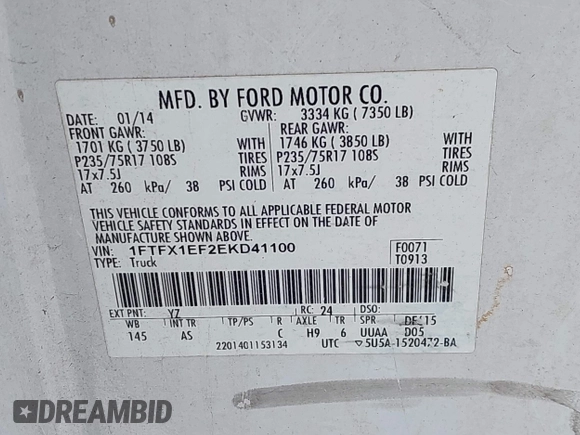 MFD. BY FORD MOTOR CO.
DATE: 01/14 GVWR: 3334 KG ( 7350 LB)
FRONT GAWR: REAR GAWR:
1701 KG ( 3750 LB) 1746 KG ( 3850 LB)
P235/75R17 108S TIRES P235/75R17 108S TIRES
17x7.5J RIMS 17x7.5J RIMS
AT 260 kPa/ 38 PSI COLD AT 260 kPa/ 38 PSI COLD
THIS VEHICLE CONFORMS TO ALL APPLICABLE FEDERAL MOTOR
VEHICLE SAFETY STANDARDS IN EFFECT ON THE DATE OF
MANUFACTURE SHOWN ABOVE.
VIN: 1FTFX1EF2EKD41100 F0071
TYPE: Truck T0913
EXT PNT: YZ RC: 24 DSO:
WB INT TR TP/PS R AXLE TR SPR
145 AS C H9 6 UUAA D05
2201401153134 UTC ▽5U5A-1520472-BA
DREAMBID